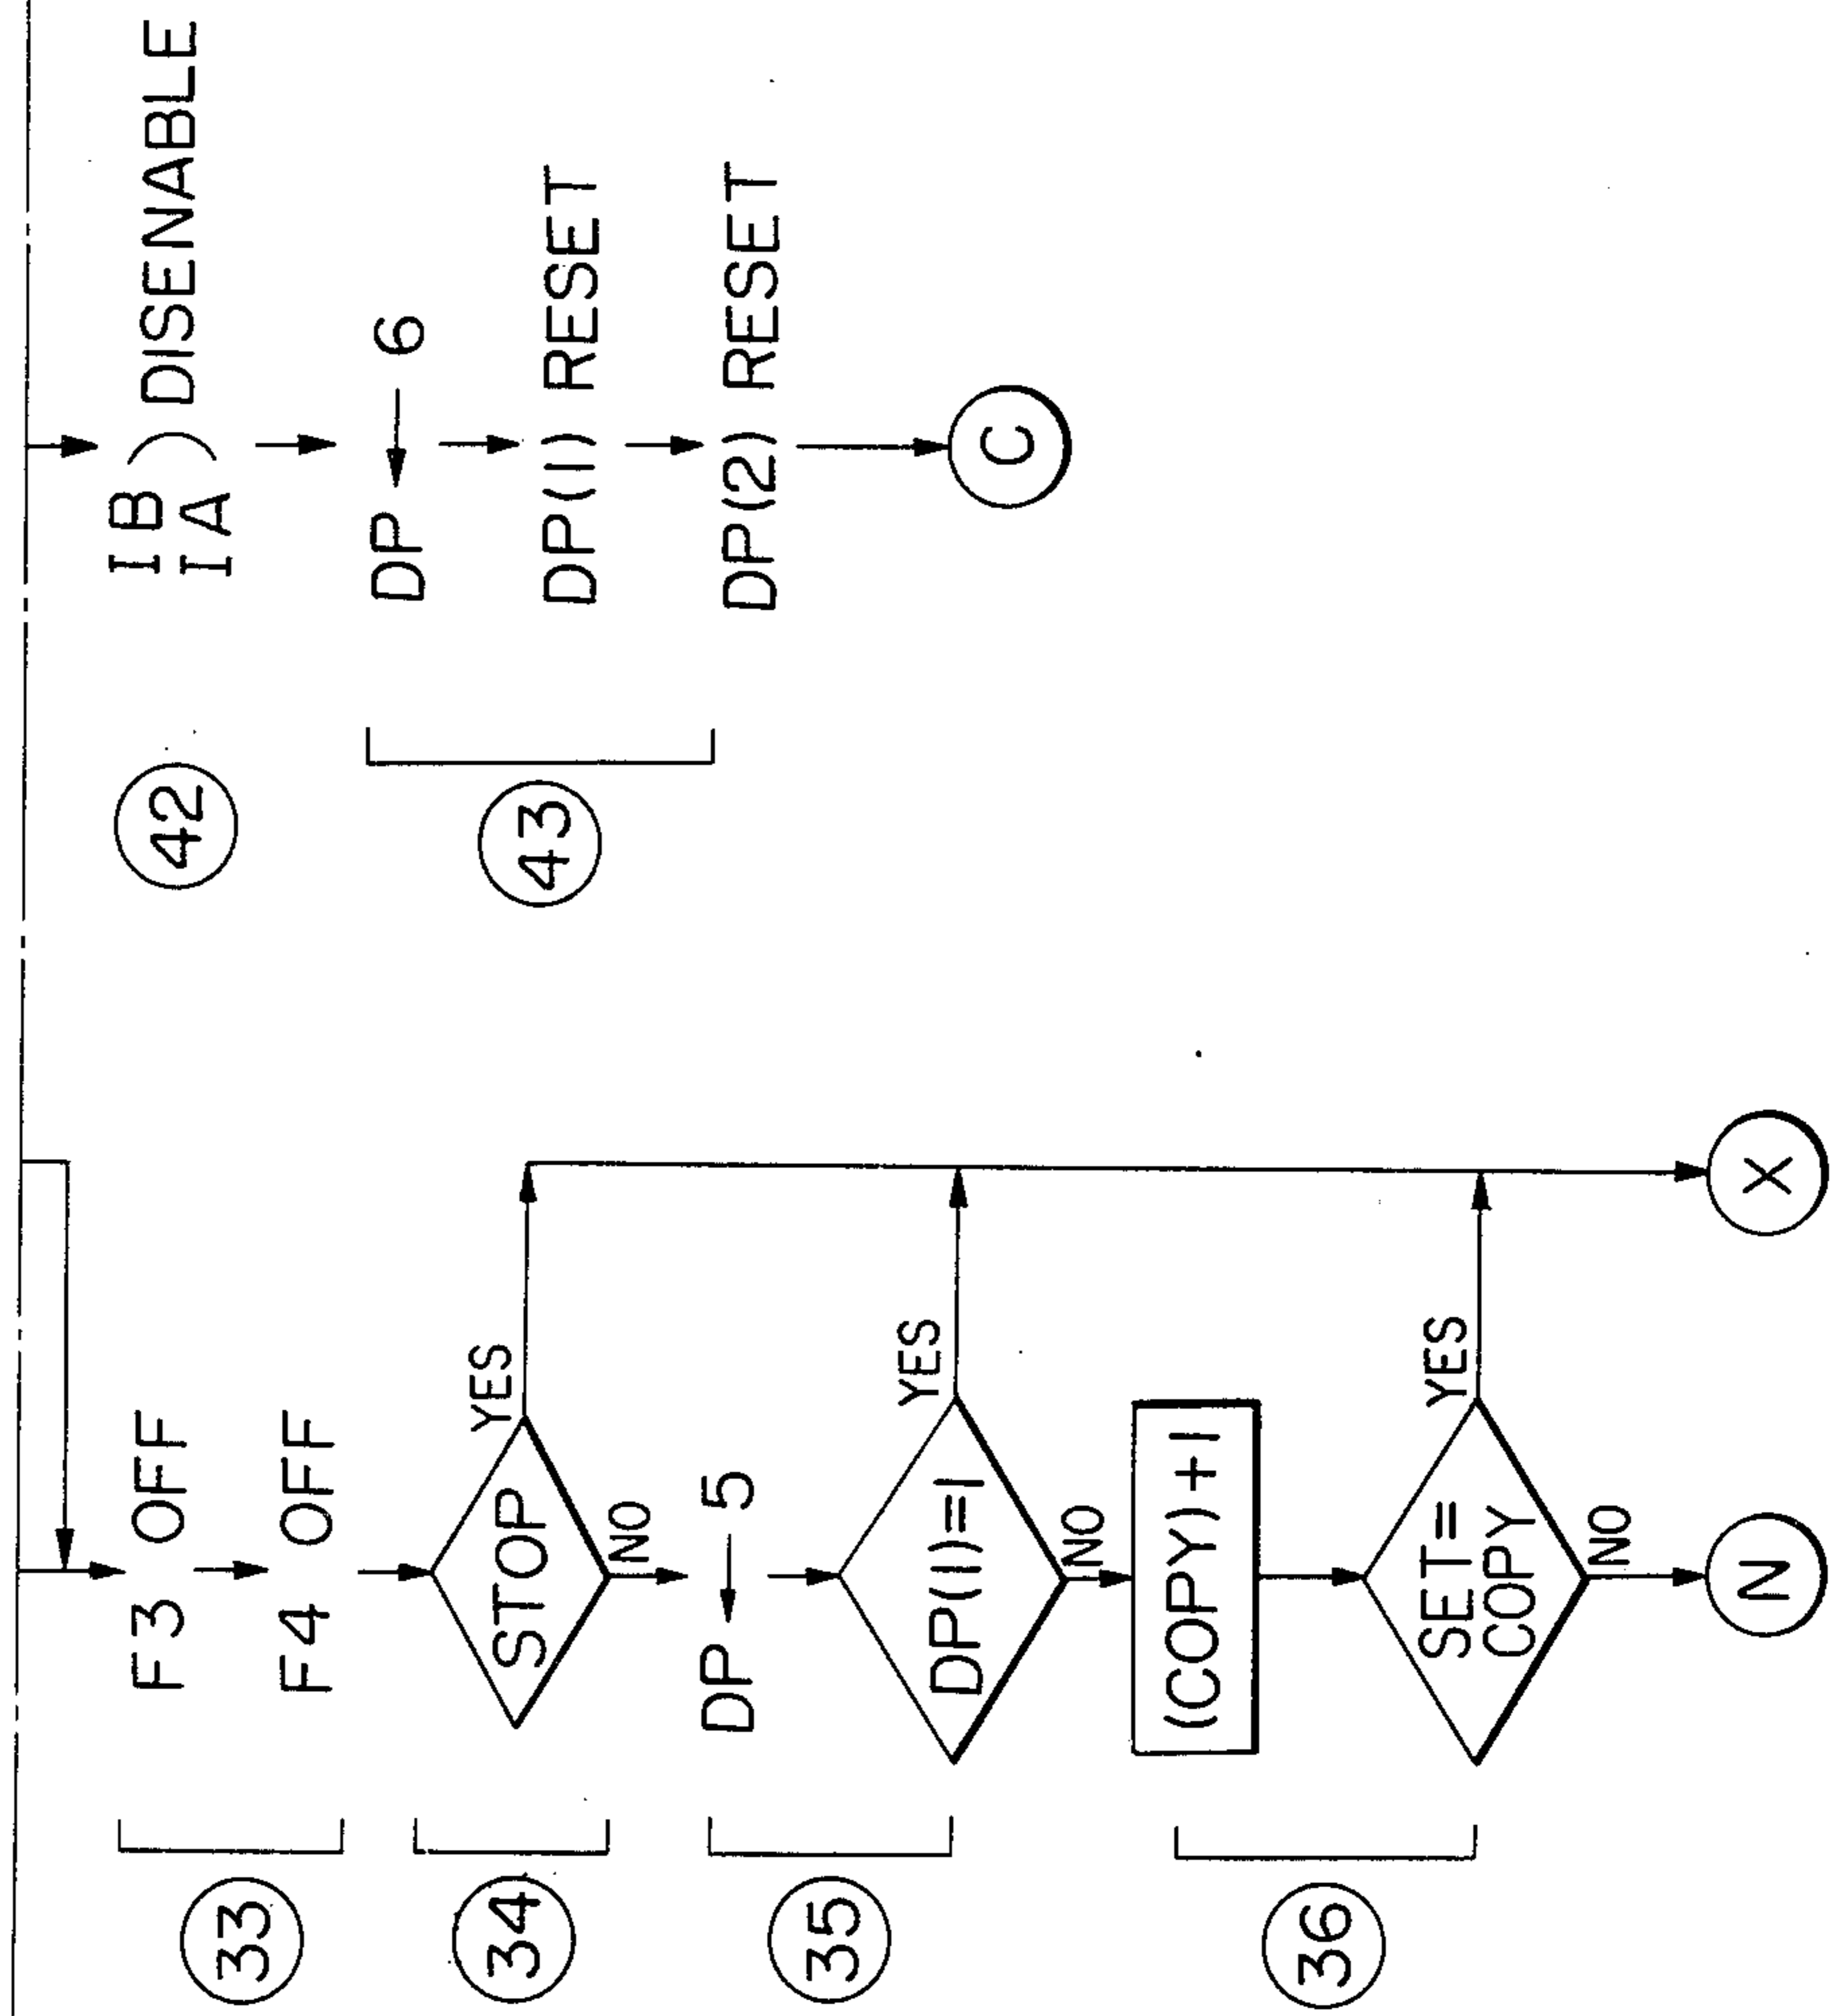 33
F3 OFF
F4 OFF
34
STOP
YES
NO
35
DP ← 5
DP(1)=1
YES
NO
36
(COPY)+1
SET=
COPY
YES
NO
N
X
42
IB ) DISENABLE
IA
43
DP ← 6
DP(1) RESET
DP(2) RESET
C